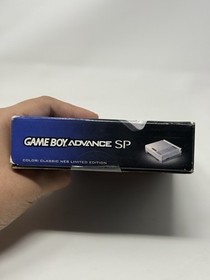 GAME BOY ADVANCE SP
COLOR: CLASSIC NES LIMITED EDITION